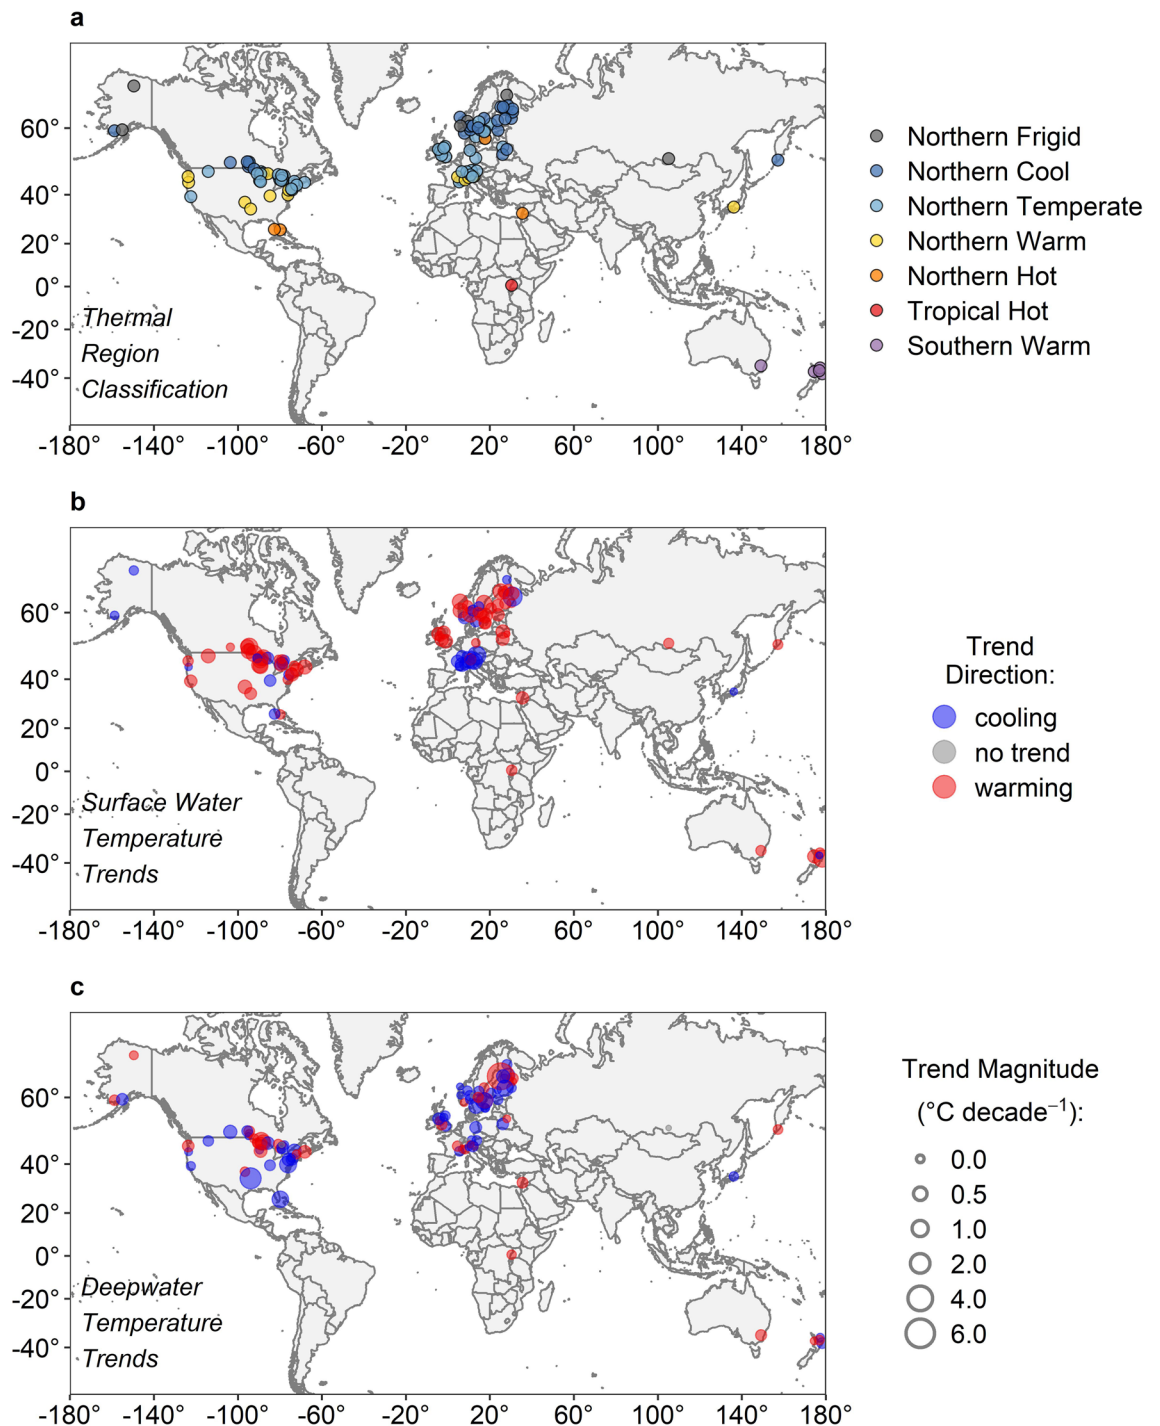 a
60°
40°
20°
0°
-20°
-40°
Thermal
Region
Classification
-180° -140° -100° -60° -20° 20° 60° 100° 140° 180°
Northern Frigid
Northern Cool
Northern Temperate
Northern Warm
Northern Hot
Tropical Hot
Southern Warm
b
60°
40°
20°
0°
-20°
-40°
Surface Water
Temperature
Trends
-180° -140° -100° -60° -20° 20° 60° 100° 140° 180°
Trend
Direction:
cooling
no trend
warming
c
60°
40°
20°
0°
-20°
-40°
Deepwater
Temperature
Trends
-180° -140° -100° -60° -20° 20° 60° 100° 140° 180°
Trend Magnitude
(°C decade⁻¹):
0.0
0.5
1.0
2.0
4.0
6.0